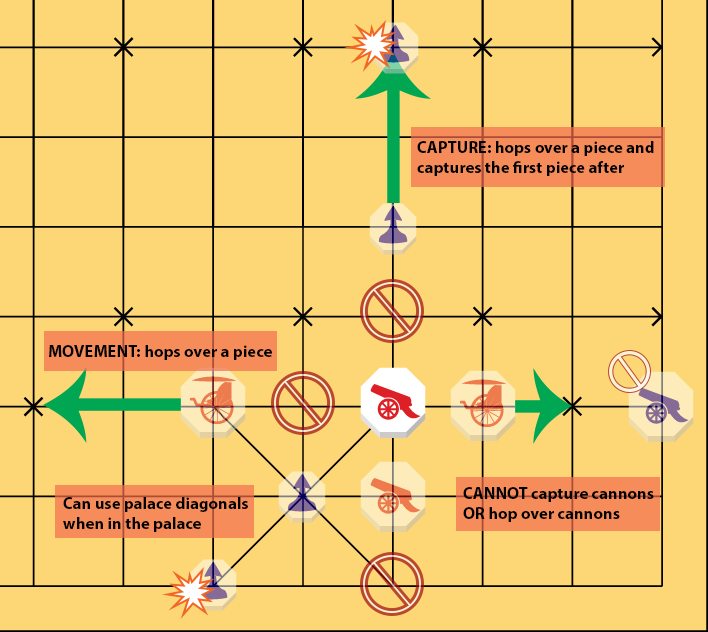 CAPTURE: hops over a piece and
captures the first piece after
MOVEMENT: hops over a piece
Can use palace diagonals
when in the palace
CANNOT capture cannons
OR hop over cannons